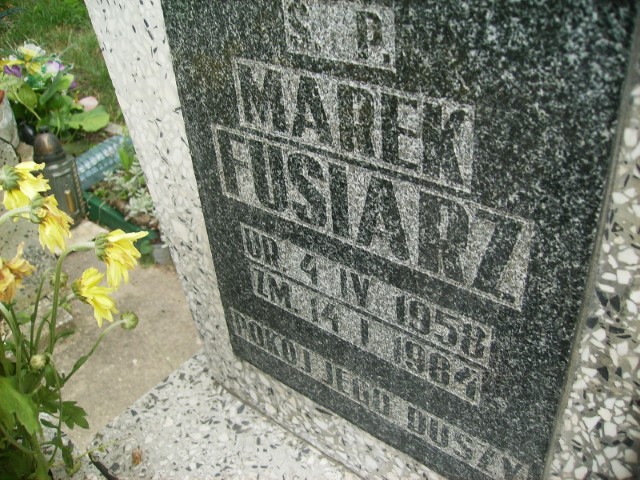 Ś. P.
MAREK
FUSIARZ
UR. 4 IV 1958
ZM. 14 I 1984
POKÓJ JEGO DUSZY